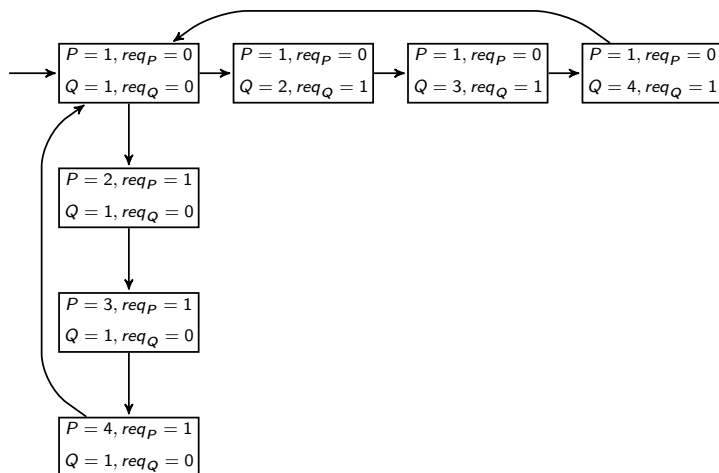 P = 1, req_P = 0
Q = 1, req_Q = 0
P = 1, req_P = 0
Q = 2, req_Q = 1
P = 1, req_P = 0
Q = 3, req_Q = 1
P = 1, req_P = 0
Q = 4, req_Q = 1
P = 2, req_P = 1
Q = 1, req_Q = 0
P = 3, req_P = 1
Q = 1, req_Q = 0
P = 4, req_P = 1
Q = 1, req_Q = 0